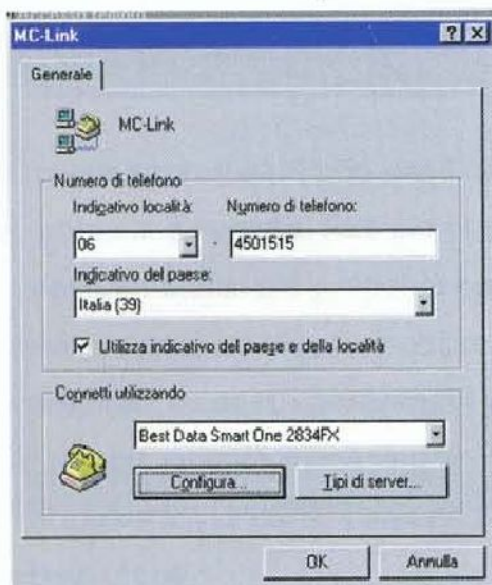 MC-Link
Generale
MC-Link
Numero di telefono
Indicativo località: Numero di telefono:
06 - 4501515
Indicativo del paese:
Italia (39)
Utilizza indicativo del paese e della località
Connetti utilizzando
Best Data Smart One 2834FX
Configura... Tipi di server...
OK Annulla